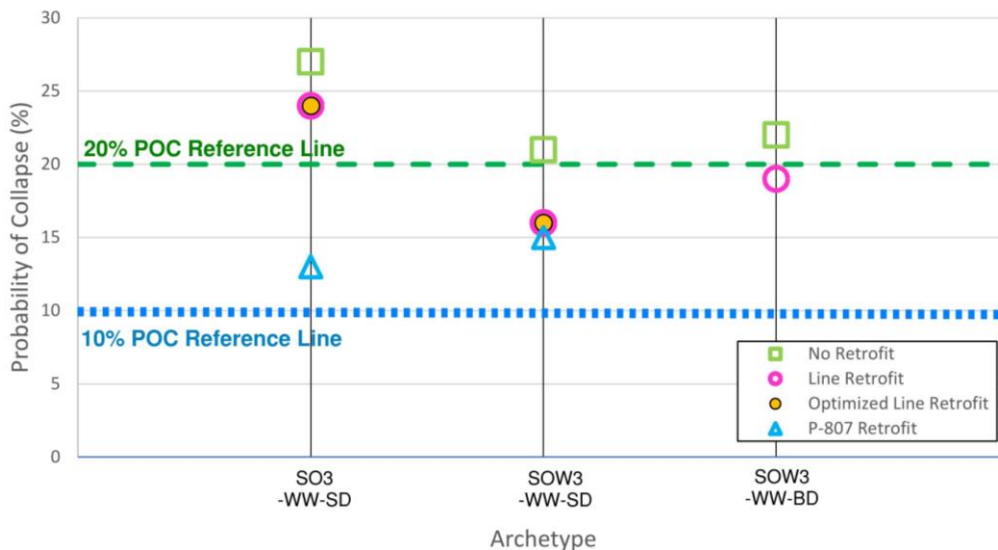 30
25
20
15
10
5
0
Probability of Collapse (%)
20% POC Reference Line
10% POC Reference Line
No Retrofit
Line Retrofit
Optimized Line Retrofit
P-807 Retrofit
SO3
-WW-SD
SOW3
-WW-SD
SOW3
-WW-BD
Archetype